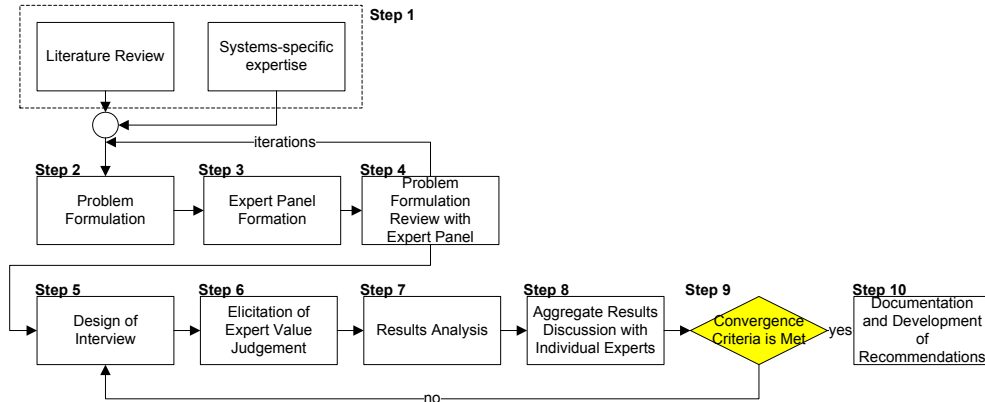 Step 1
Literature Review
Systems-specific
expertise
iterations
Step 2
Problem
Formulation
Step 3
Expert Panel
Formation
Step 4
Problem
Formulation
Review with
Expert Panel
Step 5
Design of
Interview
Step 6
Elicitation of
Expert Value
Judgement
Step 7
Results Analysis
Step 8
Aggregate Results
Discussion with
Individual Experts
Step 9
Convergence
Criteria is Met
yes
Step 10
Documentation
and Development
of
Recommendations
no